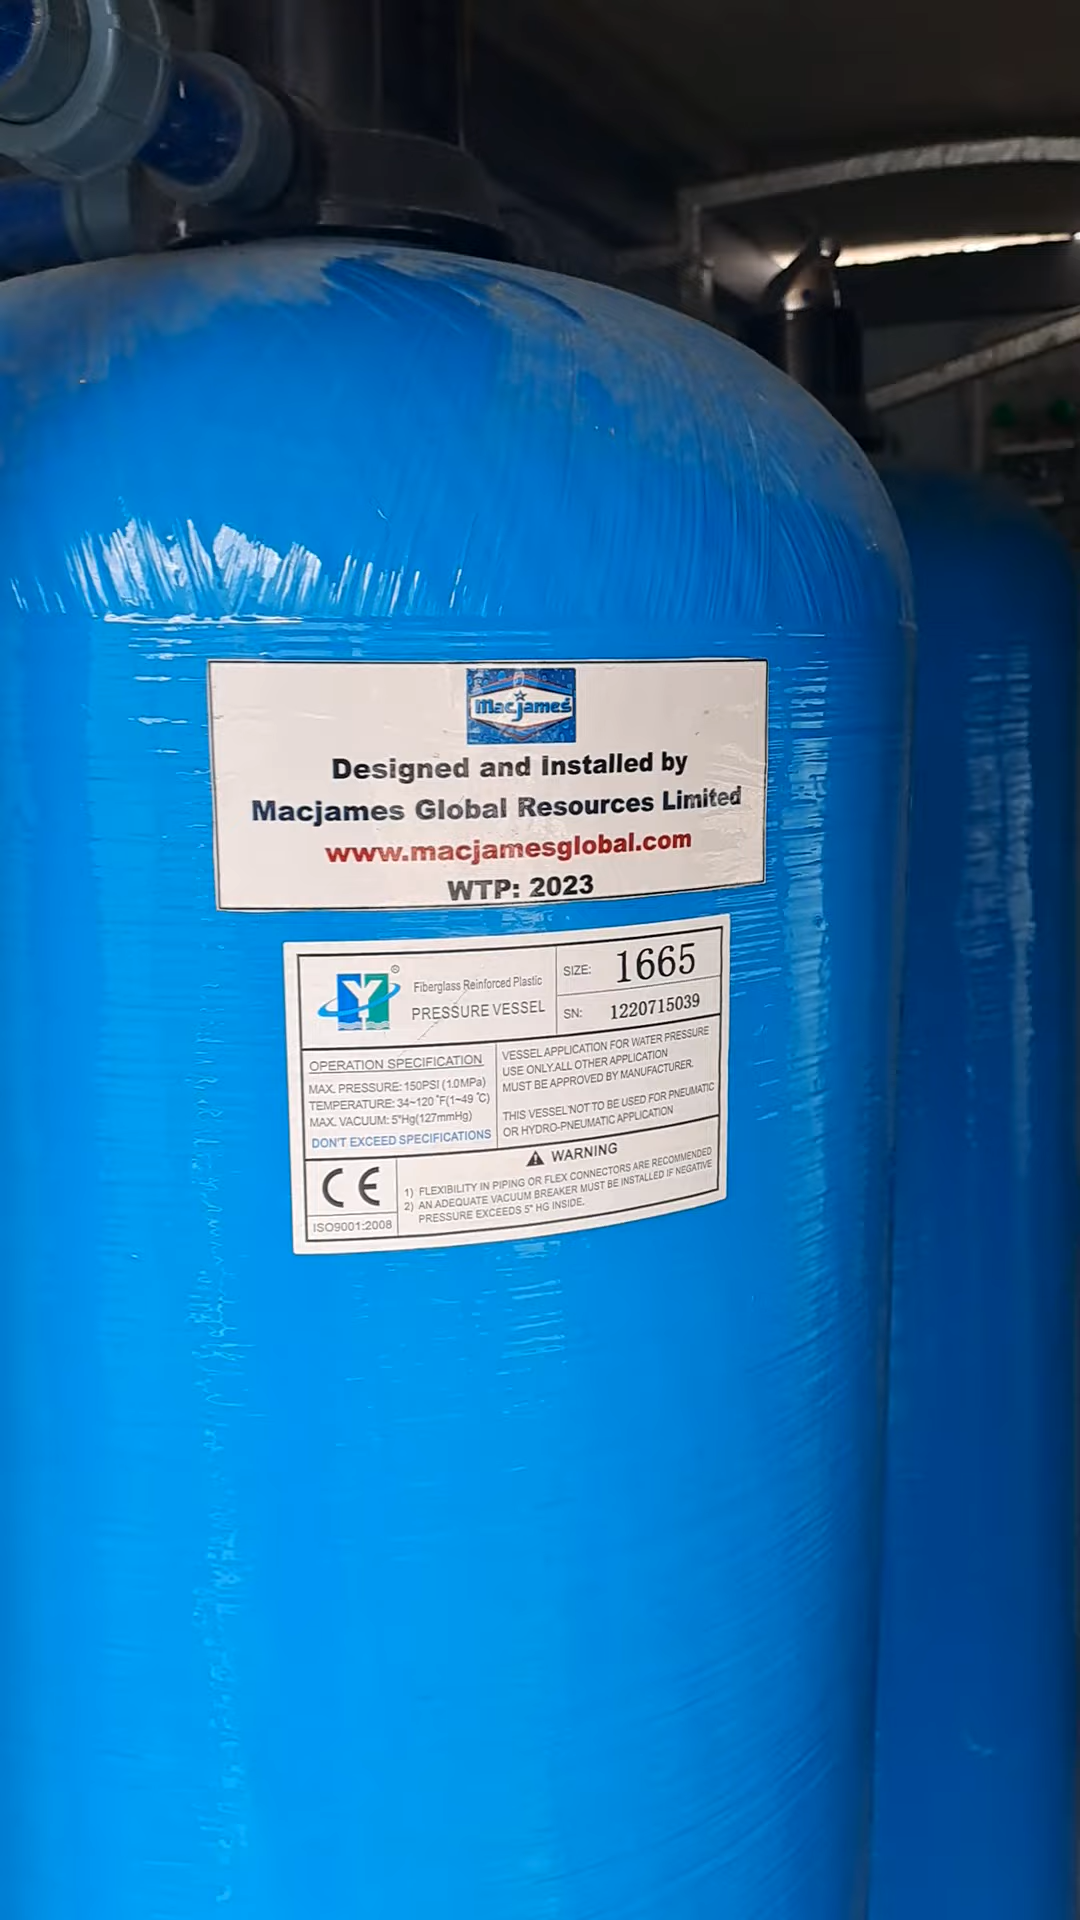 Macjames
Designed and Installed by
Macjames Global Resources Limited
www.macjamesglobal.com
WTP: 2023
Y ®
Fiberglass Reinforced Plastic
PRESSURE VESSEL
SIZE: 1665
SN: 1220715039
OPERATION SPECIFICATION
MAX. PRESSURE: 150PSI (1.0MPa)
TEMPERATURE: 34~120 °F(1~49 °C)
MAX. VACUUM: 5"Hg(127mmHg)
DON'T EXCEED SPECIFICATIONS
VESSEL APPLICATION FOR WATER PRESSURE
USE ONLY.ALL OTHER APPLICATION
MUST BE APPROVED BY MANUFACTURER.
THIS VESSEL'NOT TO BE USED FOR PNEUMATIC
OR HYDRO-PNEUMATIC APPLICATION
CE
ISO9001:2008
WARNING
1) FLEXIBILITY IN PIPING OR FLEX CONNECTORS ARE RECOMMENDED
2) AN ADEQUATE VACUUM BREAKER MUST BE INSTALLED IF NEGATIVE
PRESSURE EXCEEDS 5" HG INSIDE.